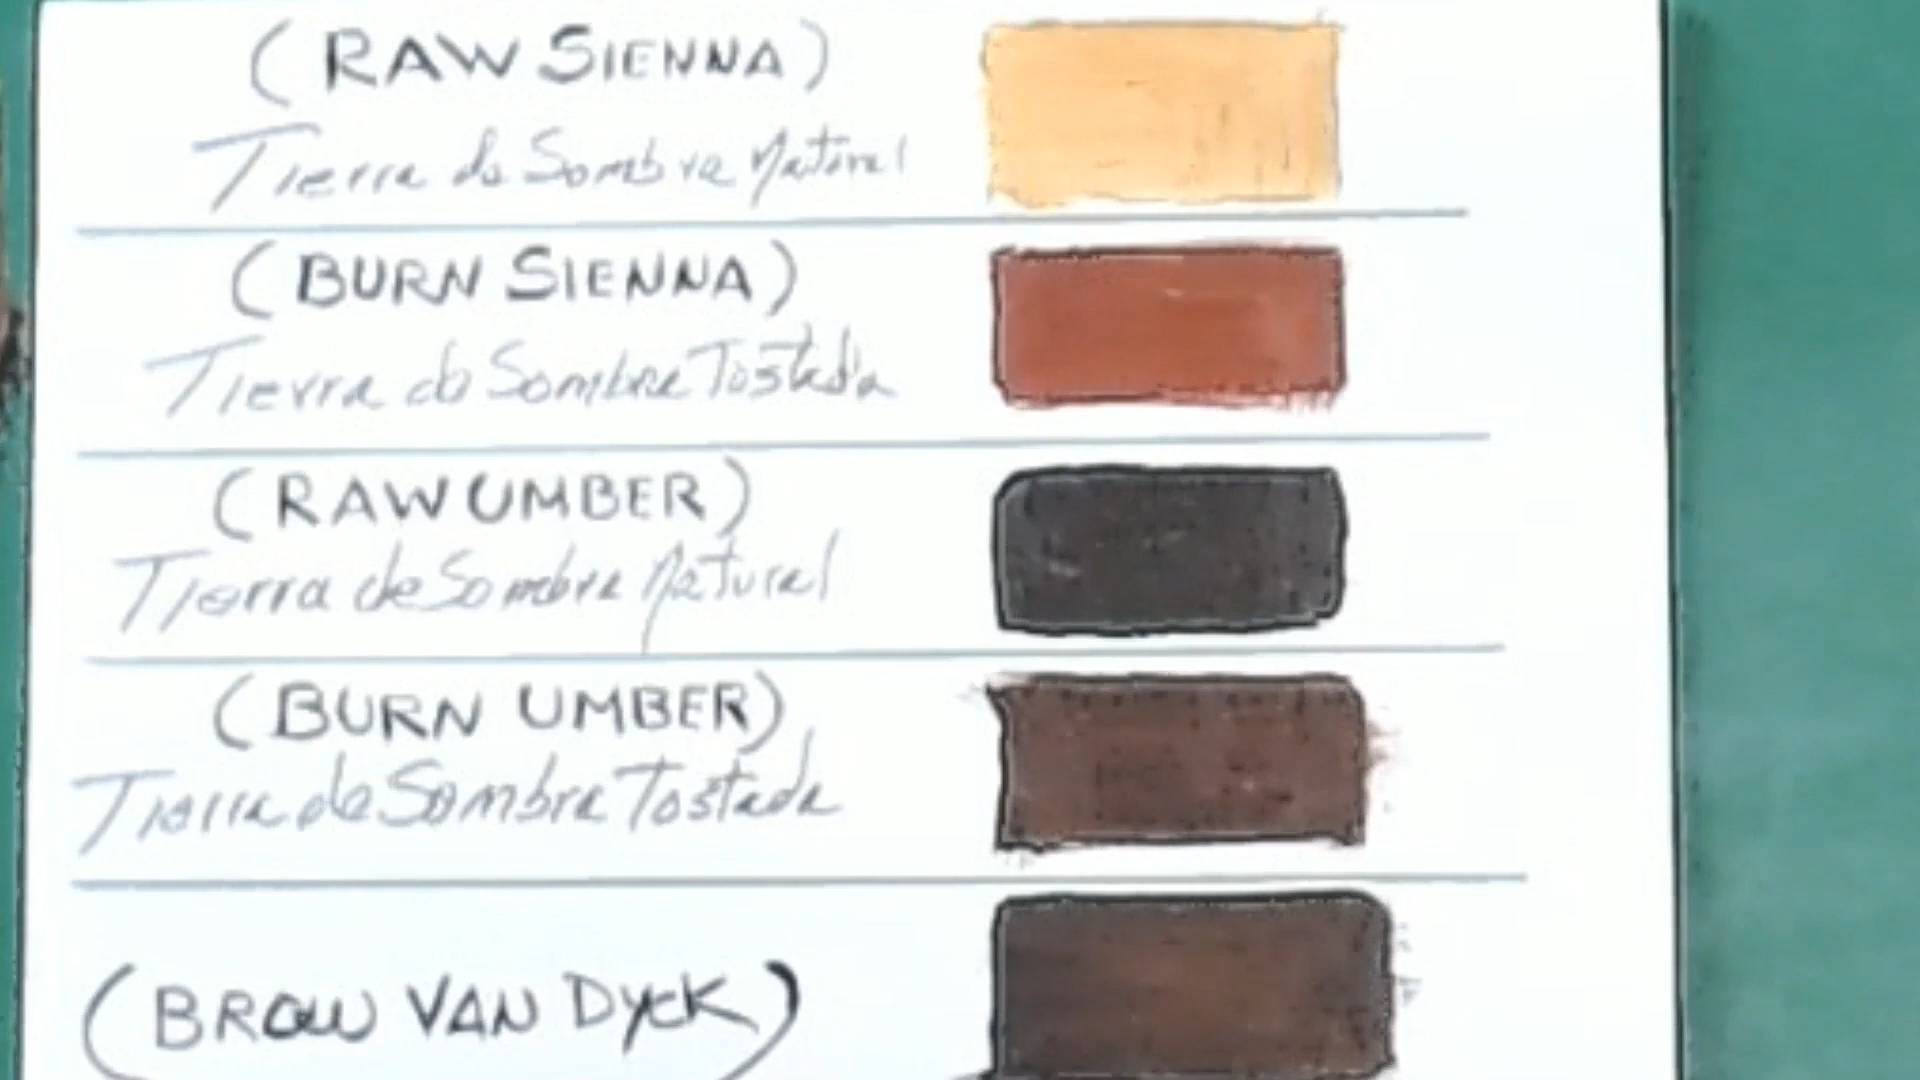 (RAW SIENNA)
Tierra de Sombra Natural
(BURN SIENNA)
Tierra de Sombra Tostada
(RAW UMBER)
Tierra de Sombra Natural
(BURN UMBER)
Tierra de Sombra Tostada
(BROW VAN DYCK)